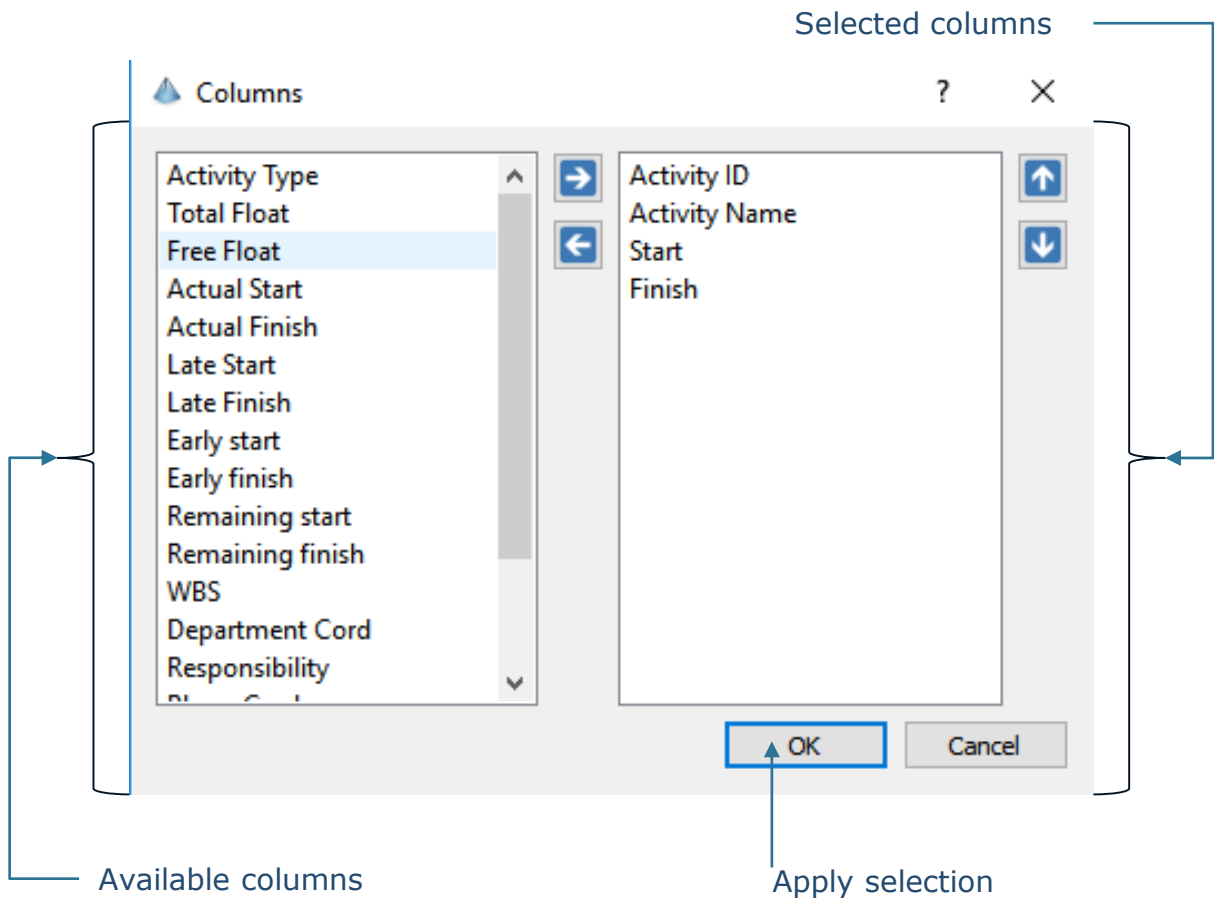 Selected columns
Columns
?
Activity Type
Total Float
Free Float
Actual Start
Actual Finish
Late Start
Late Finish
Early start
Early finish
Remaining start
Remaining finish
WBS
Department Cord
Responsibility
Activity ID
Activity Name
Start
Finish
OK
Cancel
Available columns
Apply selection